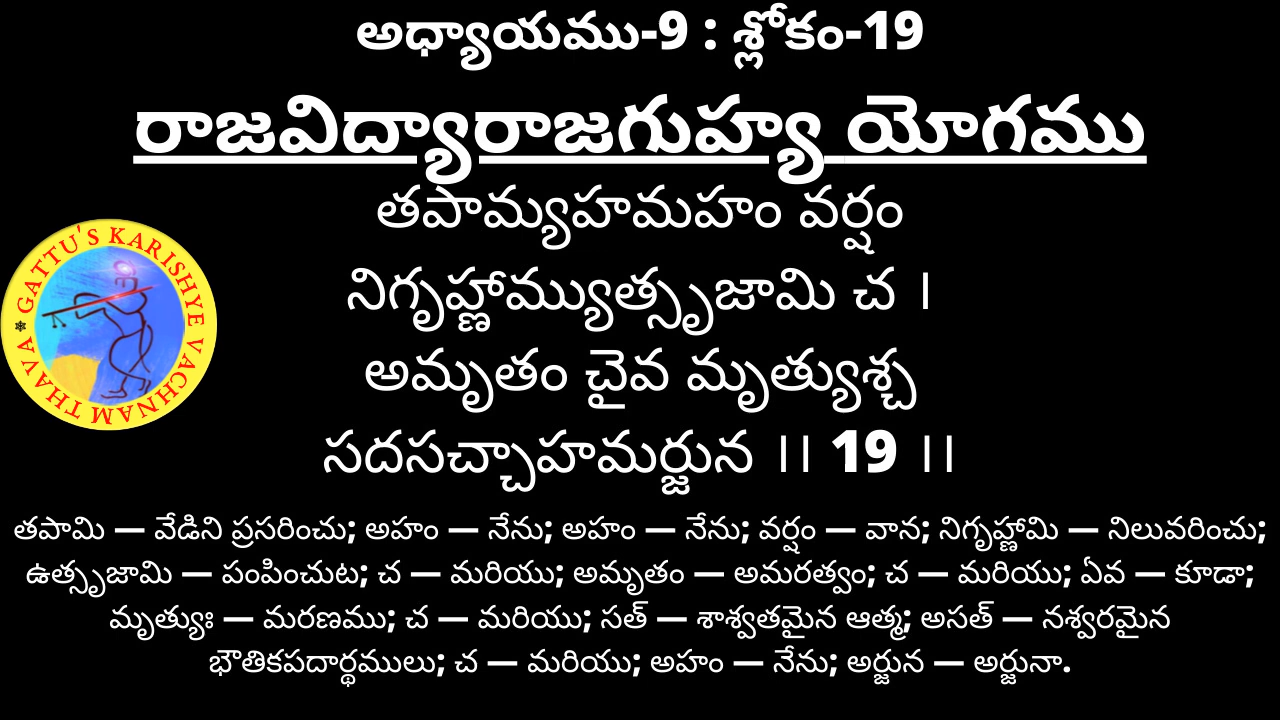 అధ్యాయము-9 : శ్లోకం-19
రాజవిద్యారాజగుహ్య యోగము
తపామ్యహమహం వర్షం
నిగృహ్ణామ్యుత్సృజామి చ ।
అమృతం చైవ మృత్యుశ్చ
సదసచ్చాహమర్జున ।। 19 ।।
GATTU'S KARISHYE VACHNAM THAVA
తపామి — వేడిని ప్రసరించు; అహం — నేను; అహం — నేను; వర్షం — వాన; నిగృహ్ణామి — నిలువరించు;
ఉత్సృజామి — పంపించుట; చ — మరియు; అమృతం — అమరత్వం; చ — మరియు; ఏవ — కూడా;
మృత్యుః — మరణము; చ — మరియు; సత్ — శాశ్వతమైన ఆత్మ; అసత్ — నశ్వరమైన
భౌతికపదార్థములు; చ — మరియు; అహం — నేను; అర్జున — అర్జునా.